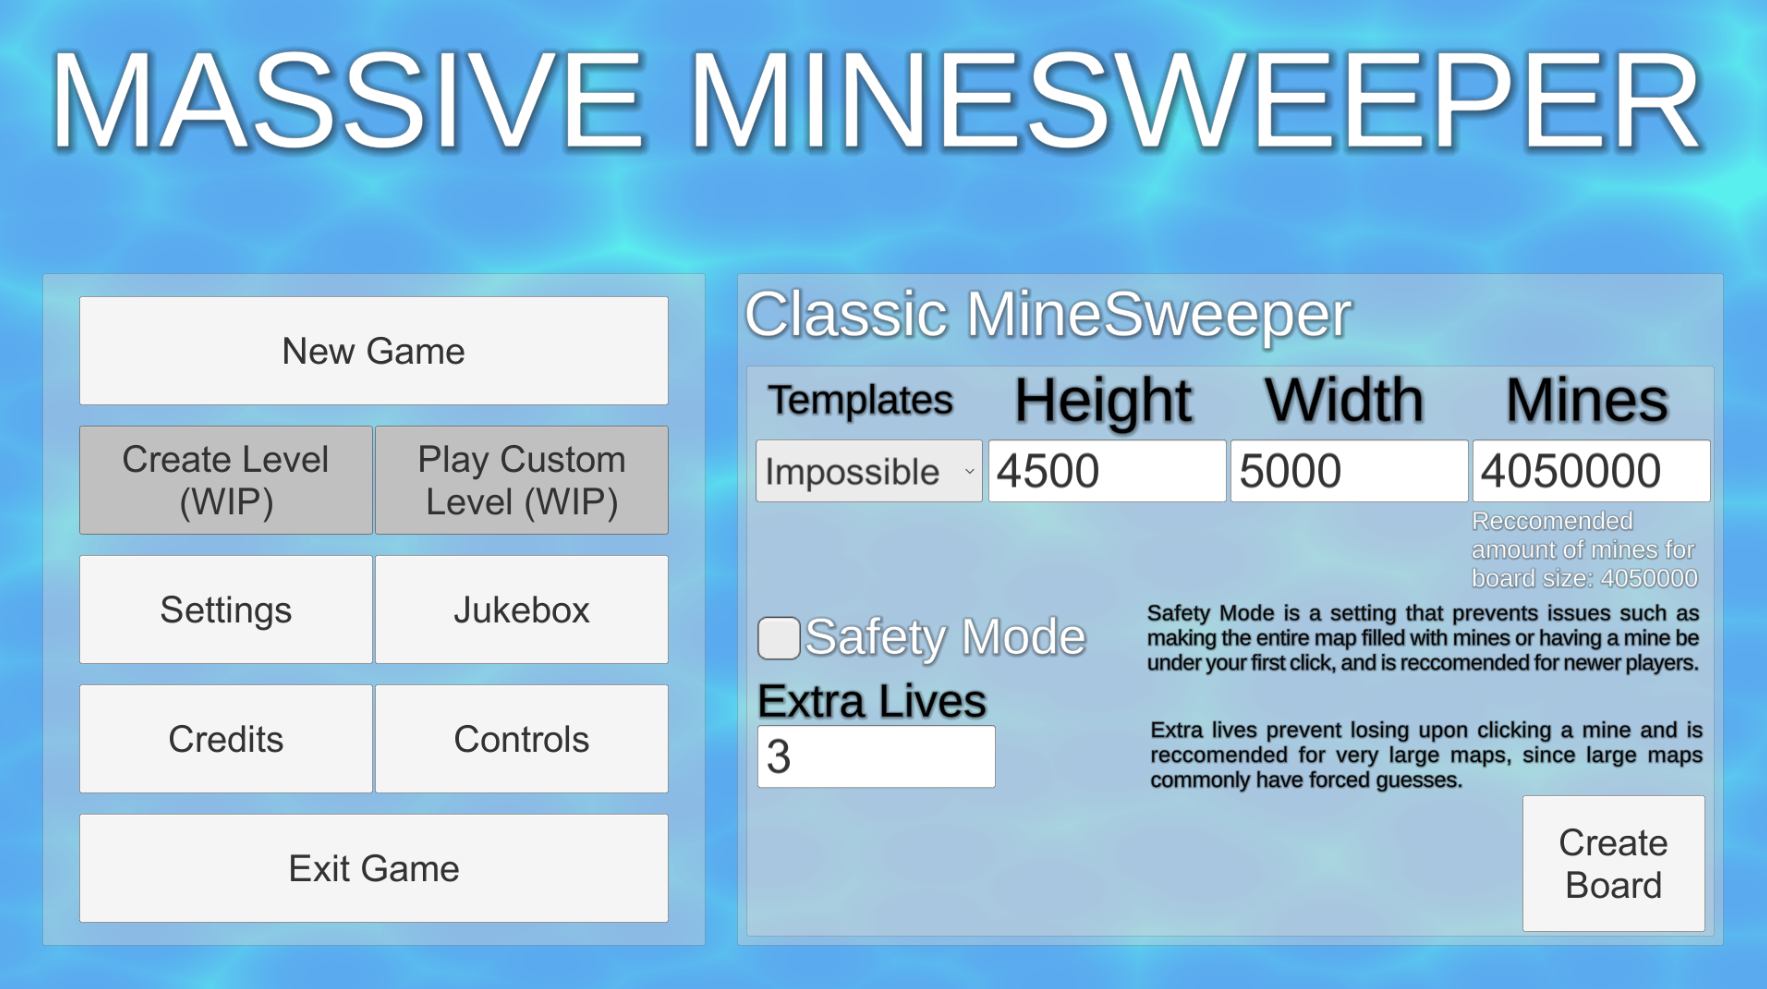 MASSIVE MINESWEEPER
New Game
Create Level
(WIP)
Play Custom
Level (WIP)
Settings
Jukebox
Credits
Controls
Exit Game
Classic MineSweeper
Templates
Height
Width
Mines
Impossible
4500
5000
4050000
Reccomended
amount of mines for
board size: 4050000
Safety Mode
Safety Mode is a setting that prevents issues such as
making the entire map filled with mines or having a mine be
under your first click, and is reccomended for newer players.
Extra Lives
3
Extra lives prevent losing upon clicking a mine and is
reccomended for very large maps, since large maps
commonly have forced guesses.
Create
Board